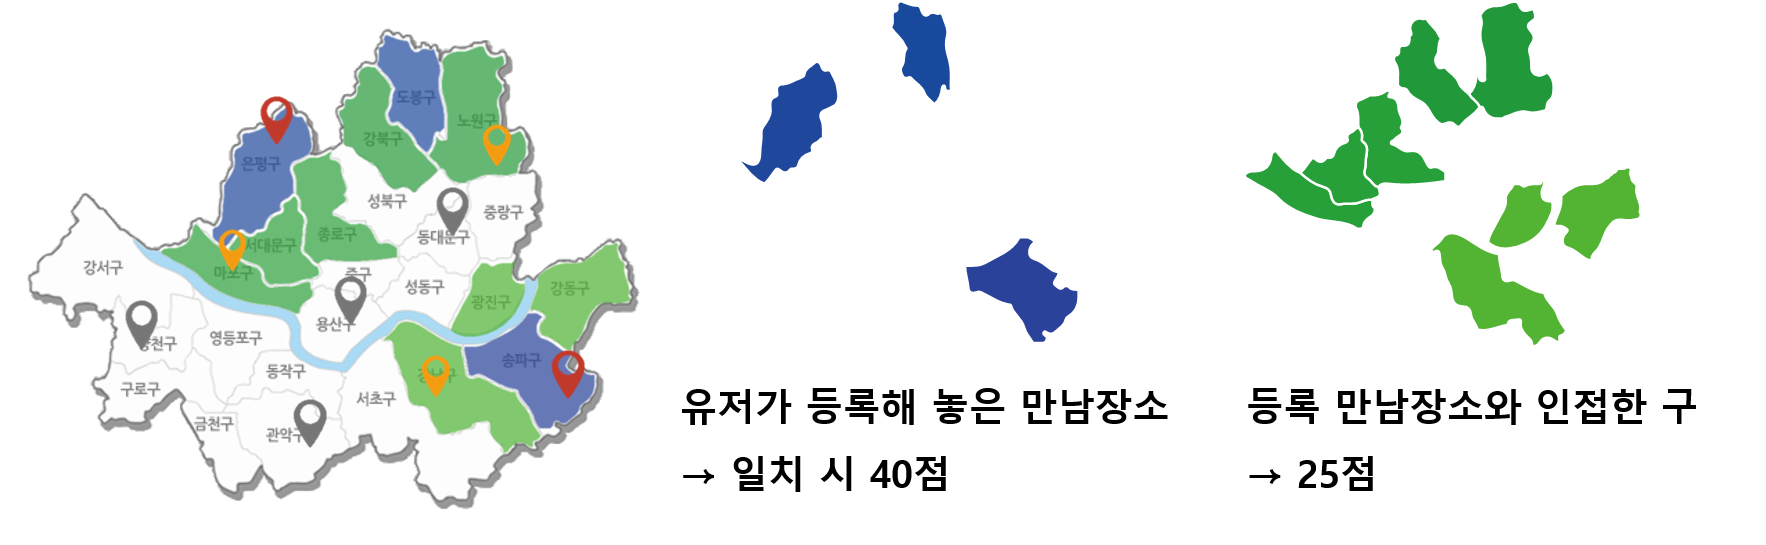 도봉구
노원구
강북구
은평구
성북구
중랑구
동대문구
서대문구
종로구
마포구
강서구
중구
성동구
강동구
광진구
용산구
양천구
영등포구
송파구
동작구
강남구
구로구
서초구
금천구
관악구
유저가 등록해 놓은 만남장소
→ 일치 시 40점
등록 만남장소와 인접한 구
→ 25점